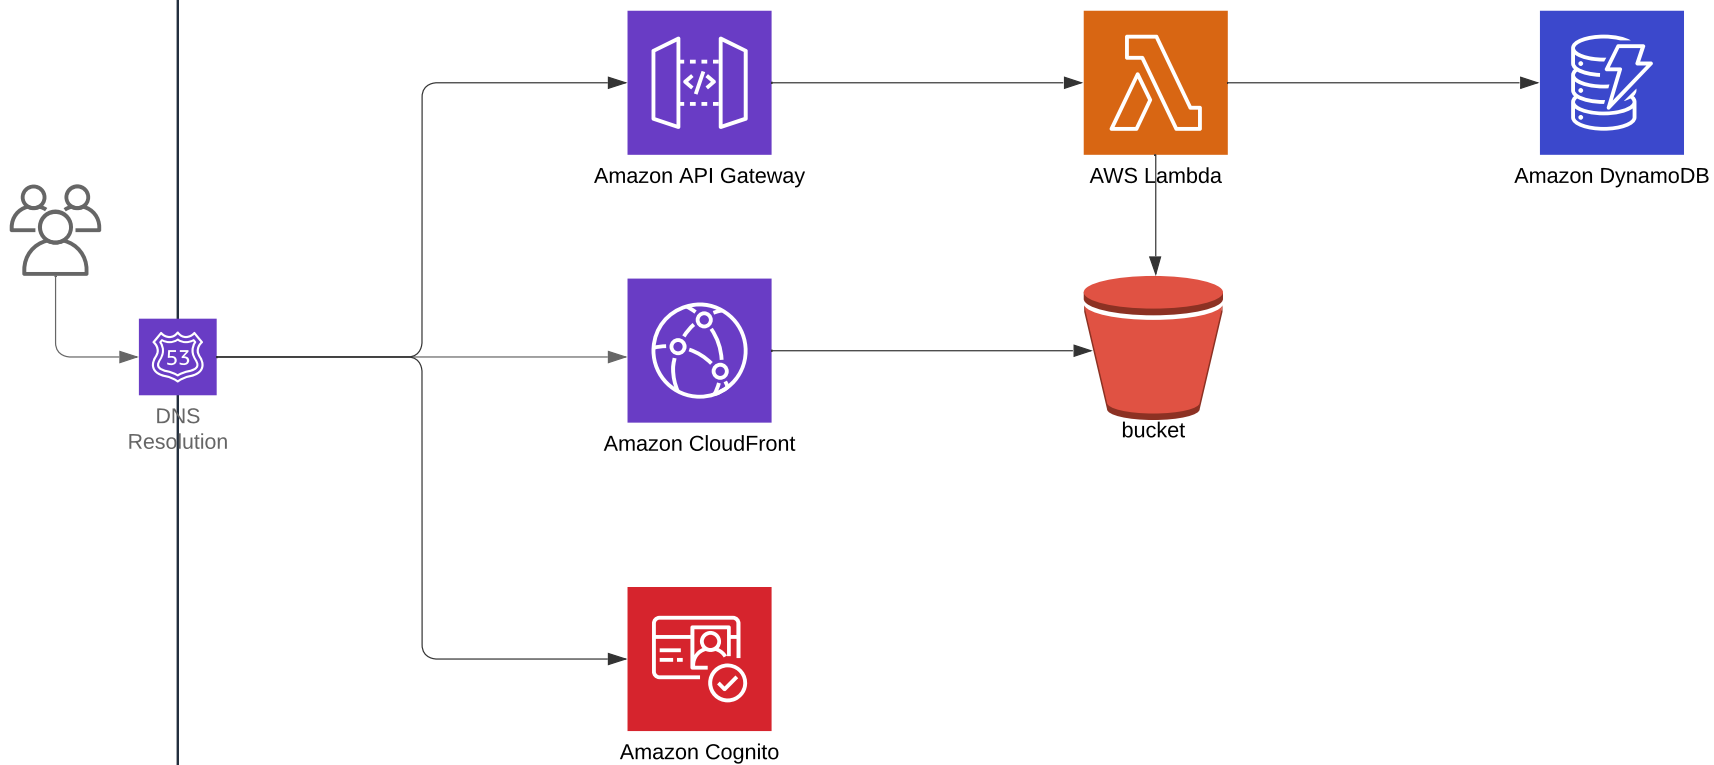 Amazon API Gateway
AWS Lambda
Amazon DynamoDB
53
DNS
Resolution
Amazon CloudFront
bucket
Amazon Cognito